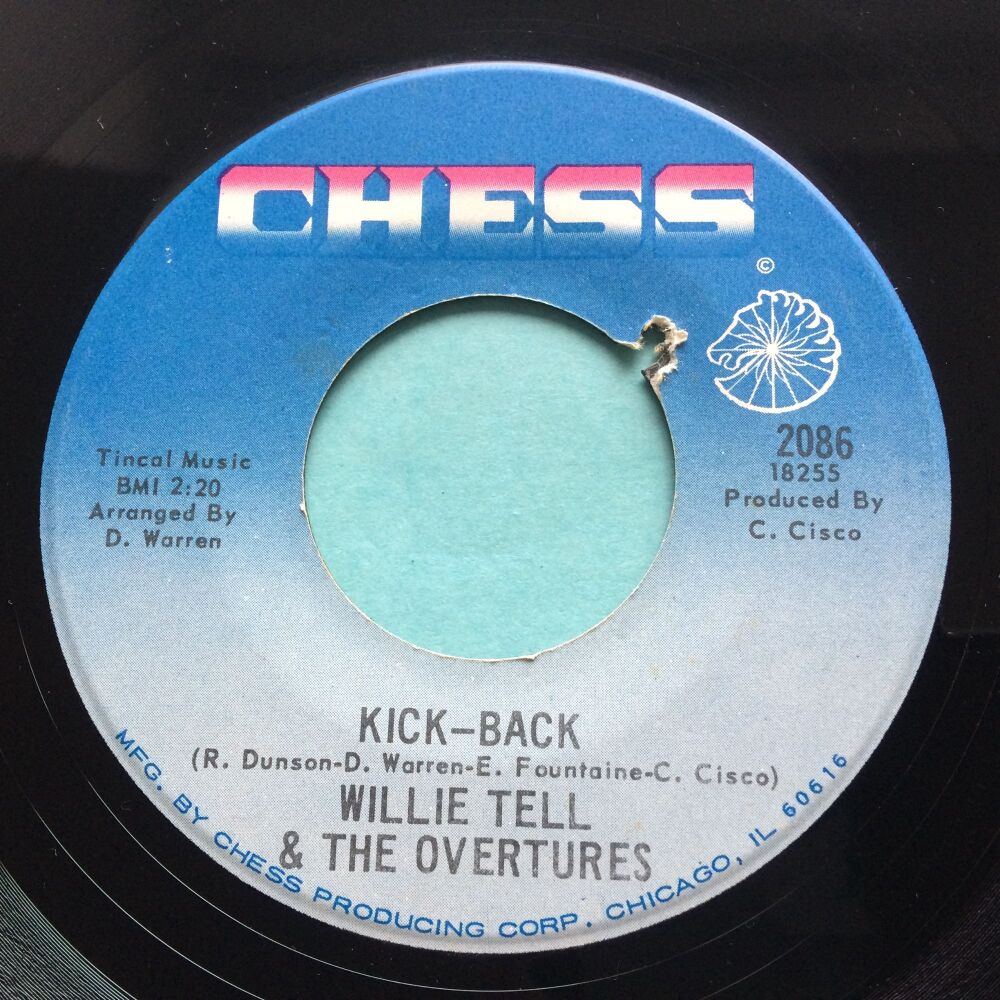 CHESS
©
2086
18255
Produced By
C. Cisco
Tincal Music
BMI 2:20
Arranged By
D. Warren
KICK-BACK
(R. Dunson-D. Warren-E. Fountaine-C. Cisco)
WILLIE TELL
& THE OVERTURES
MFG. BY CHESS PRODUCING CORP. CHICAGO, IL 60616